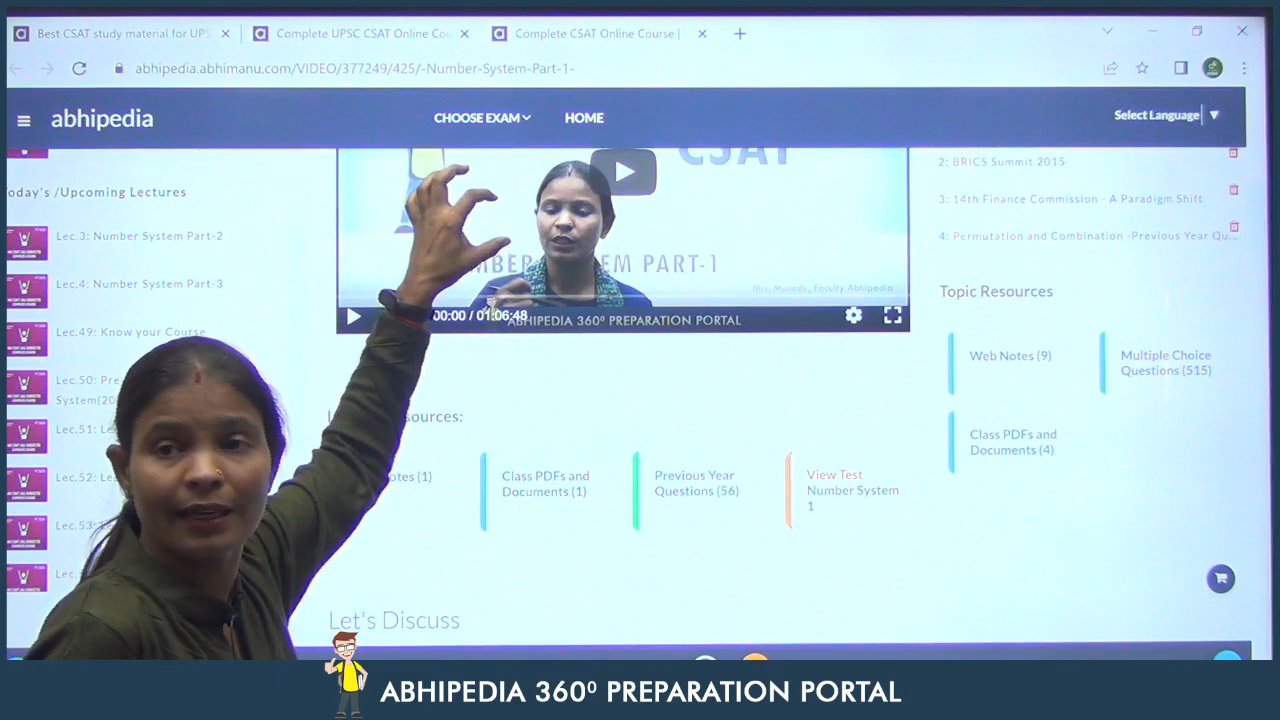 Best CSAT study material for UPS
Complete UPSC CSAT Online Cou
Complete CSAT Online Course |
abhipedia.abhimanu.com/VIDEO/377249/425/-Number-System-Part-1-
abhipedia
CHOOSE EXAM
HOME
Select Language
CSAT
2: BRICS Summit 2015
oday's /Upcoming Lectures
3: 14th Finance Commission - A Paradigm Shift
Lec.3: Number System Part-2
4: Permutation and Combination -Previous Year Qu...
MBER
EM PART-1
Lec.4: Number System Part-3
Mrs. Munesh, Faculty Abhipedia
Topic Resources
00:00 / 01:06:48
ABHIPEDIA 360º PREPARATION PORTAL
Lec.49: Know your Course
Web Notes (9)
Multiple Choice
Questions (515)
Lec.50: Pre-
System(20
ources:
Lec.51: Le
Class PDFs and
Documents (4)
Lec.52: Le
otes (1)
Class PDFs and
Documents (1)
Previous Year
Questions (56)
View Test
Number System
1
Lec.53:
Lec.
Let's Discuss
ABHIPEDIA 360º PREPARATION PORTAL